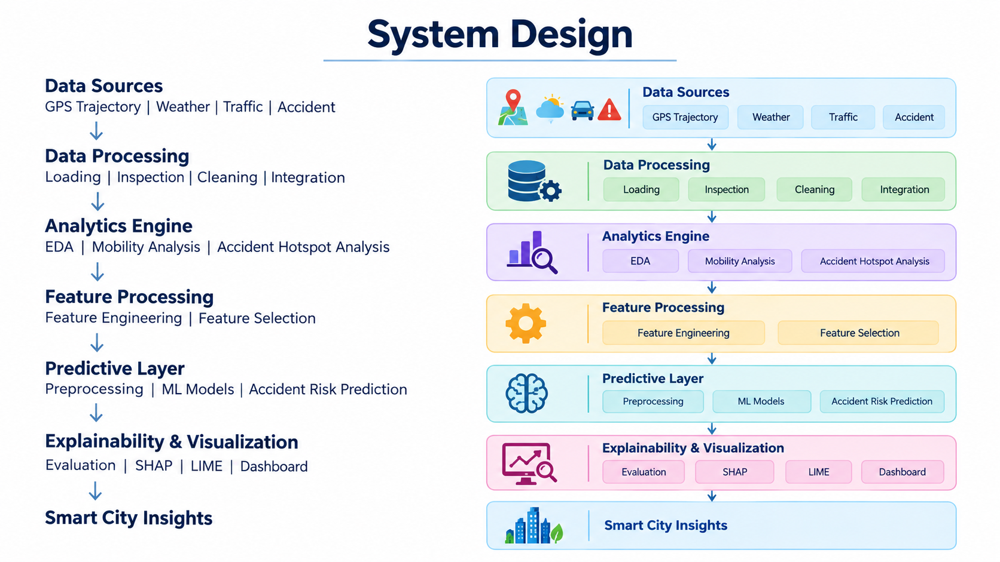 System Design
Data Sources
GPS Trajectory | Weather | Traffic | Accident
Data Processing
Loading | Inspection | Cleaning | Integration
Analytics Engine
EDA | Mobility Analysis | Accident Hotspot Analysis
Feature Processing
Feature Engineering | Feature Selection
Predictive Layer
Preprocessing | ML Models | Accident Risk Prediction
Explainability & Visualization
Evaluation | SHAP | LIME | Dashboard
Smart City Insights
Data Sources
GPS Trajectory Weather Traffic Accident
Data Processing
Loading Inspection Cleaning Integration
Analytics Engine
EDA Mobility Analysis Accident Hotspot Analysis
Feature Processing
Feature Engineering Feature Selection
Predictive Layer
Preprocessing ML Models Accident Risk Prediction
Explainability & Visualization
Evaluation SHAP LIME Dashboard
Smart City Insights